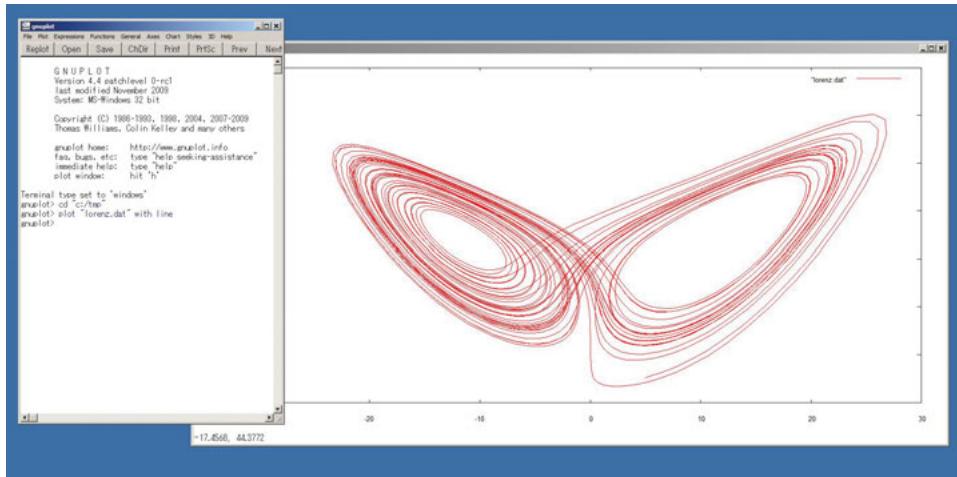 gnuplot
File Plot Expressions Functions General Axes Chart Styles 3D Help
Replot Open Save ChDir Print PrtSc Prev Next
G N U P L O T
Version 4.4 patchlevel 0-rc1
last modified November 2009
System: MS-Windows 32 bit
Copyright (C) 1986-1993, 1998, 2004, 2007-2009
Thomas Williams, Colin Kelley and many others
gnuplot home: http://www.gnuplot.info
faq, bugs, etc: type "help seeking-assistance"
immediate help: type "help"
plot window: hit 'h'
Terminal type set to 'windows'
gnuplot> cd "c:/tmp"
gnuplot> plot "lorenz.dat" with line
gnuplot>
"lorenz.dat"
-20 -10 0 10 20 30
-17.4568, 44.3772